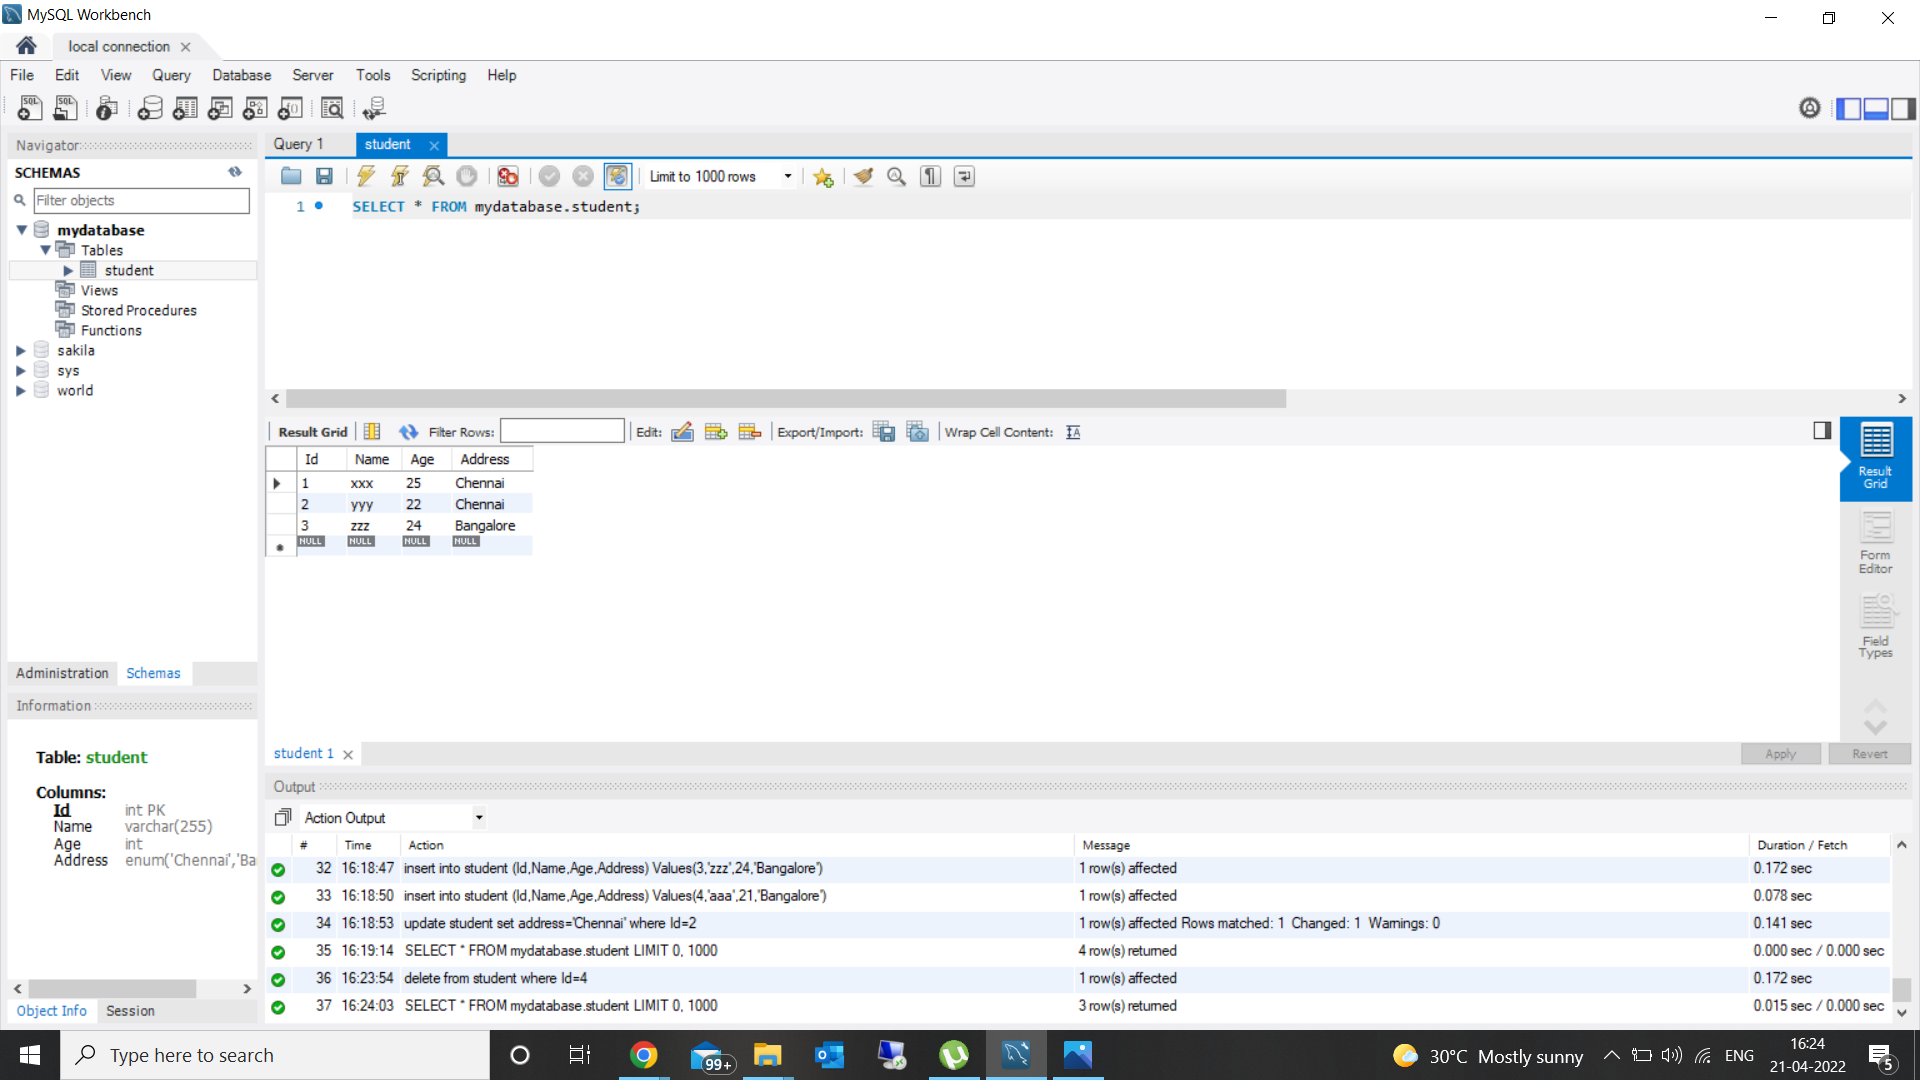 MySQL Workbench
local connection
File Edit View Query Database Server Tools Scripting Help
Navigator
SCHEMAS
Filter objects
mydatabase
Tables
student
Views
Stored Procedures
Functions
sakila
sys
world
Administration Schemas
Information
Table: student
Columns:
Id int PK
Name varchar(255)
Age int
Address enum('Chennai','Ba
Object Info Session
Query 1 student
Limit to 1000 rows
1 SELECT * FROM mydatabase.student;
Result Grid Filter Rows: Edit: Export/Import: Wrap Cell Content:
Id Name Age Address
1 xxx 25 Chennai
2 yyy 22 Chennai
3 zzz 24 Bangalore
NULL NULL NULL NULL
Result
Grid
Form
Editor
Field
Types
student 1 Apply Revert
Output
Action Output
# Time Action Message Duration / Fetch
32 16:18:47 insert into student (Id,Name,Age,Address) Values(3,'zzz',24,'Bangalore') 1 row(s) affected 0.172 sec
33 16:18:50 insert into student (Id,Name,Age,Address) Values(4,'aaa',21,'Bangalore') 1 row(s) affected 0.078 sec
34 16:18:53 update student set address='Chennai' where Id=2 1 row(s) affected Rows matched: 1 Changed: 1 Warnings: 0 0.141 sec
35 16:19:14 SELECT * FROM mydatabase.student LIMIT 0, 1000 4 row(s) returned 0.000 sec / 0.000 sec
36 16:23:54 delete from student where Id=4 1 row(s) affected 0.172 sec
37 16:24:03 SELECT * FROM mydatabase.student LIMIT 0, 1000 3 row(s) returned 0.015 sec / 0.000 sec
Type here to search
99+
30°C Mostly sunny
ENG
16:24
21-04-2022
5